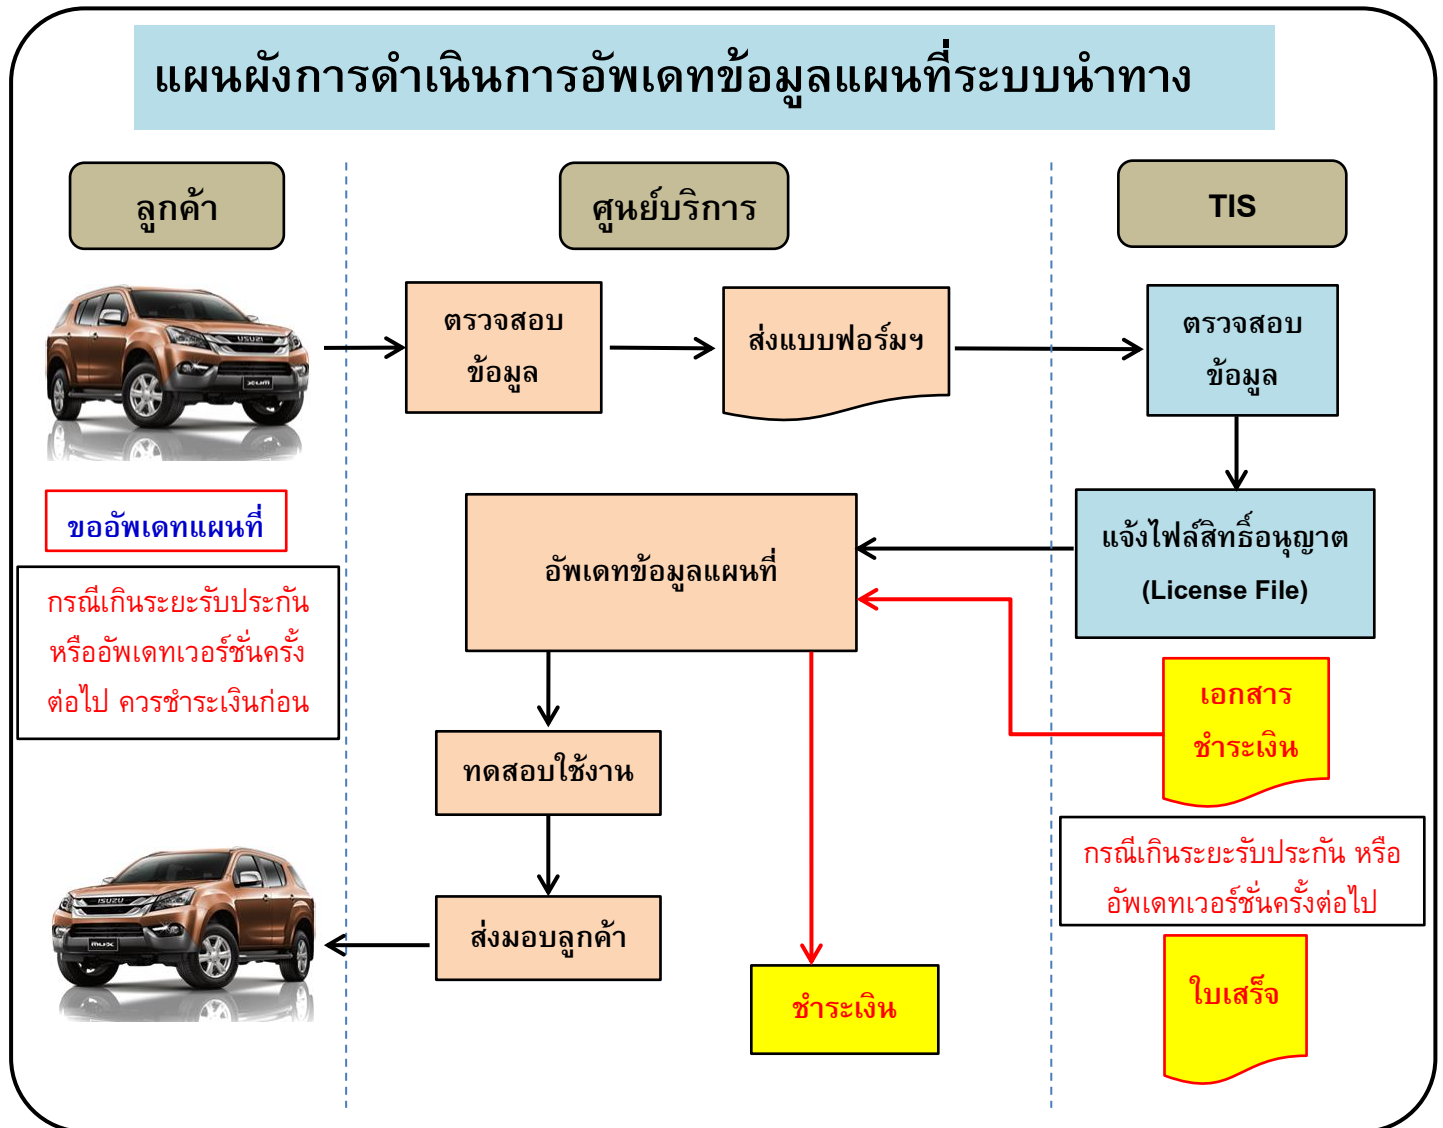 แผนผังการดำเนินการอัพเดทข้อมูลแผนที่ระบบนำทาง
ลูกค้า
ศูนย์บริการ
TIS
ตรวจสอบ
ข้อมูล
ส่งแบบฟอร์มฯ
ตรวจสอบ
ข้อมูล
ขออัพเดทแผนที่
กรณีเกินระยะรับประกัน
หรืออัพเดทเวอร์ชั่นครั้ง
ต่อไป ควรชำระเงินก่อน
อัพเดทข้อมูลแผนที่
แจ้งไฟล์สิทธิ์อนุญาต
(License File)
เอกสาร
ชำระเงิน
ทดสอบใช้งาน
กรณีเกินระยะรับประกัน หรือ
อัพเดทเวอร์ชั่นครั้งต่อไป
ISUZU
mu-x
ส่งมอบลูกค้า
ชำระเงิน
ใบเสร็จ